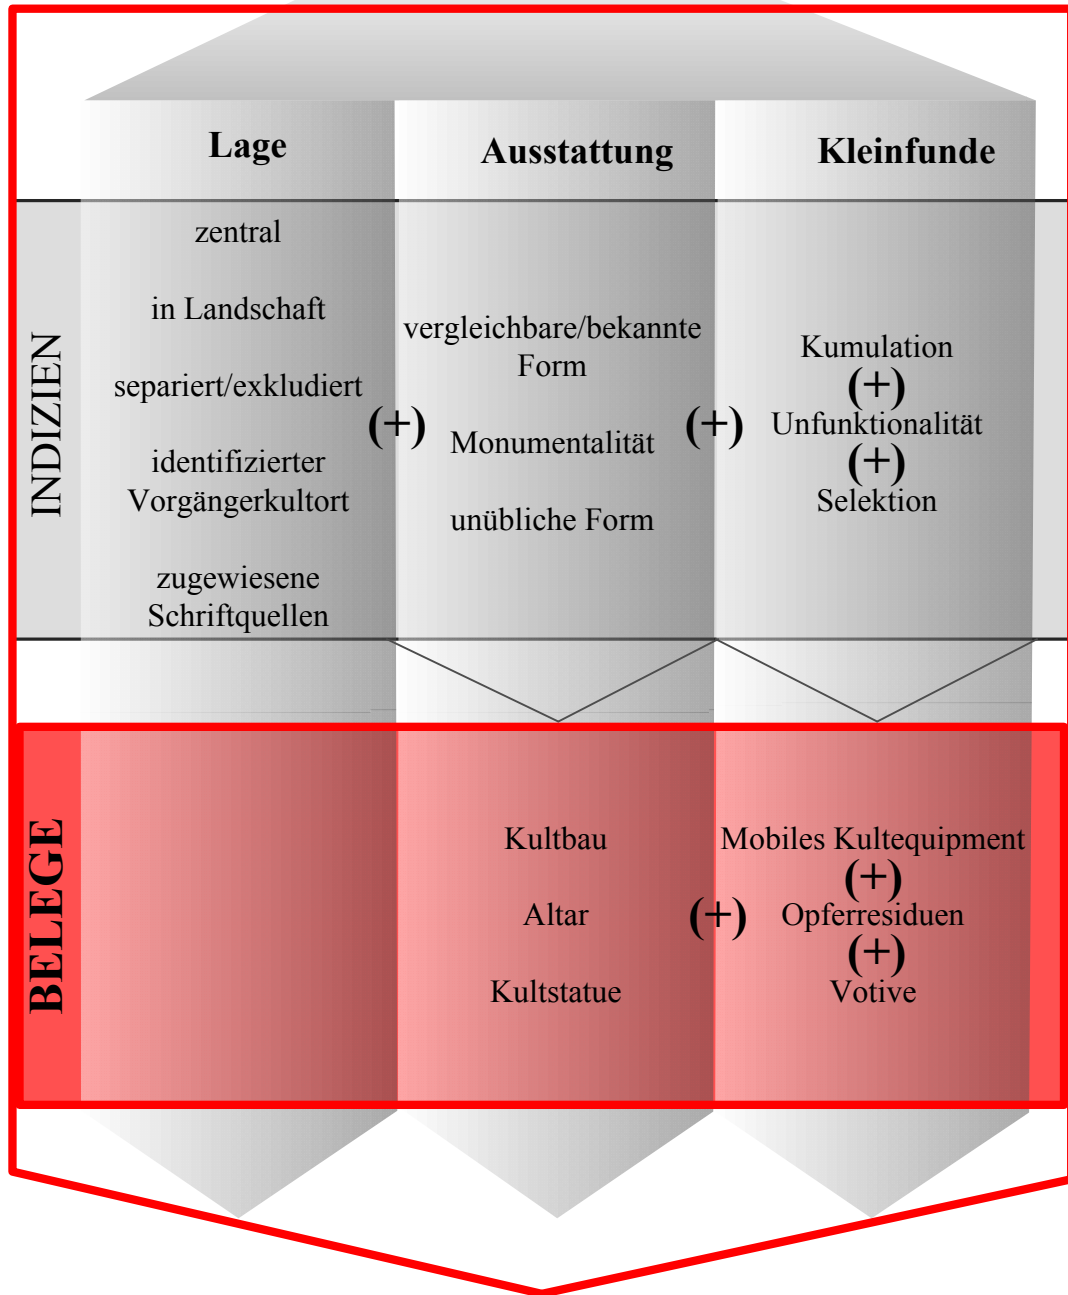 Lage
Ausstattung
Kleinfunde
INDIZIEN
zentral
in Landschaft
separiert/exkludiert
identifizierter
Vorgängerkultort
zugewiesene
Schriftquellen
(+)
vergleichbare/bekannte
Form
Monumentalität
unübliche Form
(+)
Kumulation
(+)
Unfunktionalität
(+)
Selektion
BELEGE
Kultbau
Altar
Kultstatue
(+)
Mobiles Kultequipment
(+)
Opferresiduen
(+)
Votive